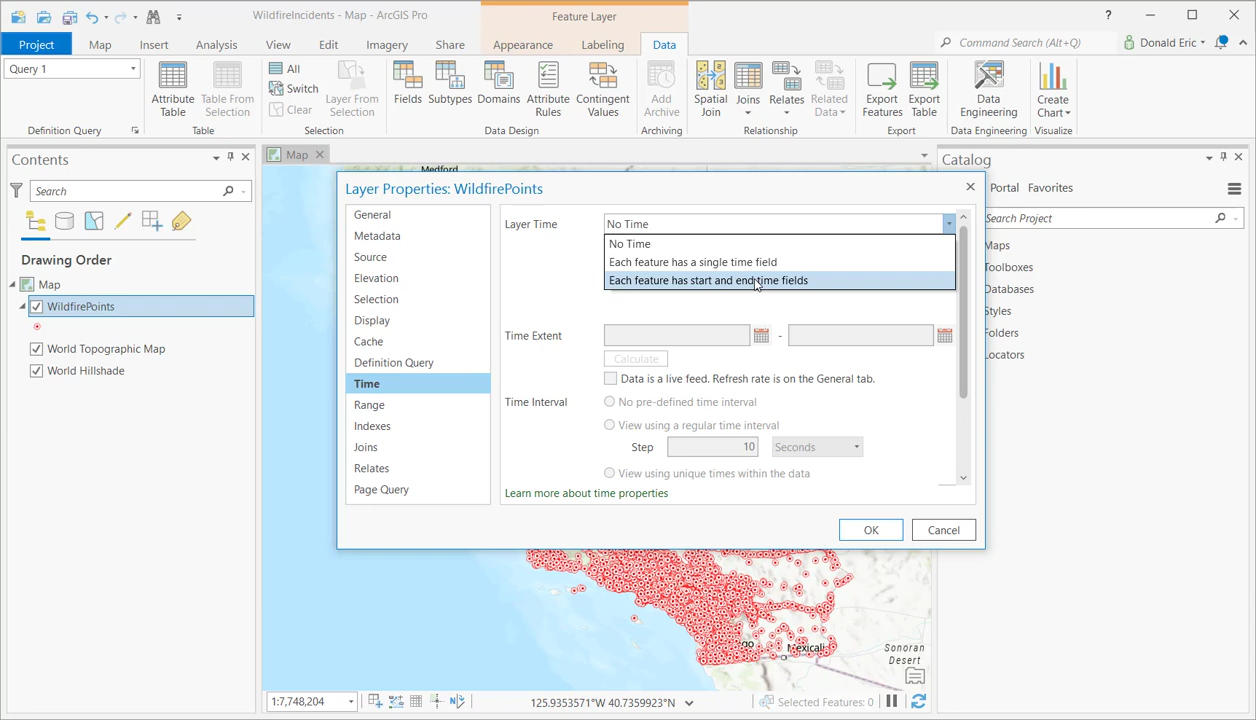 WildfireIncidents - Map - ArcGIS Pro
Feature Layer
?
Project Map Insert Analysis View Edit Imagery Share Appearance Labeling Data
Command Search (Alt+Q)
Donald Eric
Query 1
Definition Query
Attribute Table
Table From Selection
Table
All
Switch
Clear
Layer From Selection
Selection
Fields
Subtypes
Domains
Attribute Rules
Contingent Values
Data Design
Add Archive
Archiving
Spatial Join
Joins
Relates
Related Data
Relationship
Export Features
Export Table
Export
Data Engineering
Data Engineering
Create Chart
Visualize
Contents
Search
Drawing Order
Map
WildfirePoints
World Topographic Map
World Hillshade
Map
Medford
Layer Properties: WildfirePoints
General
Metadata
Source
Elevation
Selection
Display
Cache
Definition Query
Time
Range
Indexes
Joins
Relates
Page Query
Layer Time No Time
No Time
Each feature has a single time field
Each feature has start and end time fields
Time Extent -
Calculate
Data is a live feed. Refresh rate is on the General tab.
Time Interval No pre-defined time interval
View using a regular time interval
Step 10 Seconds
View using unique times within the data
Learn more about time properties
OK Cancel
go Mexicali
Sonoran
Desert
1:7,748,204
125.9353571°W 40.7359923°N
Selected Features: 0
Catalog
Portal Favorites
Search Project
Maps
Toolboxes
Databases
Styles
Folders
Locators